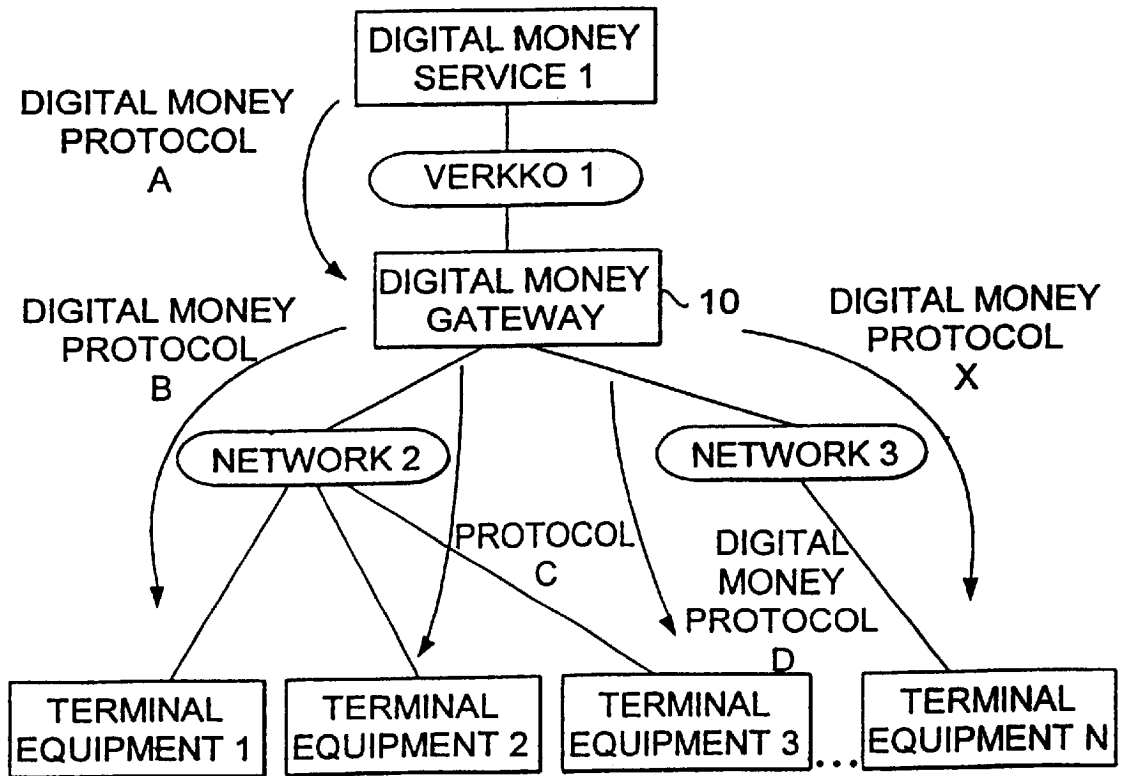 DIGITAL MONEY
SERVICE 1
DIGITAL MONEY
PROTOCOL
A
VERKKO 1
DIGITAL MONEY
GATEWAY
10
DIGITAL MONEY
PROTOCOL
B
DIGITAL MONEY
PROTOCOL
X
NETWORK 2
NETWORK 3
PROTOCOL
C
DIGITAL
MONEY
PROTOCOL
D
TERMINAL
EQUIPMENT 1
TERMINAL
EQUIPMENT 2
TERMINAL
EQUIPMENT 3
...
TERMINAL
EQUIPMENT N